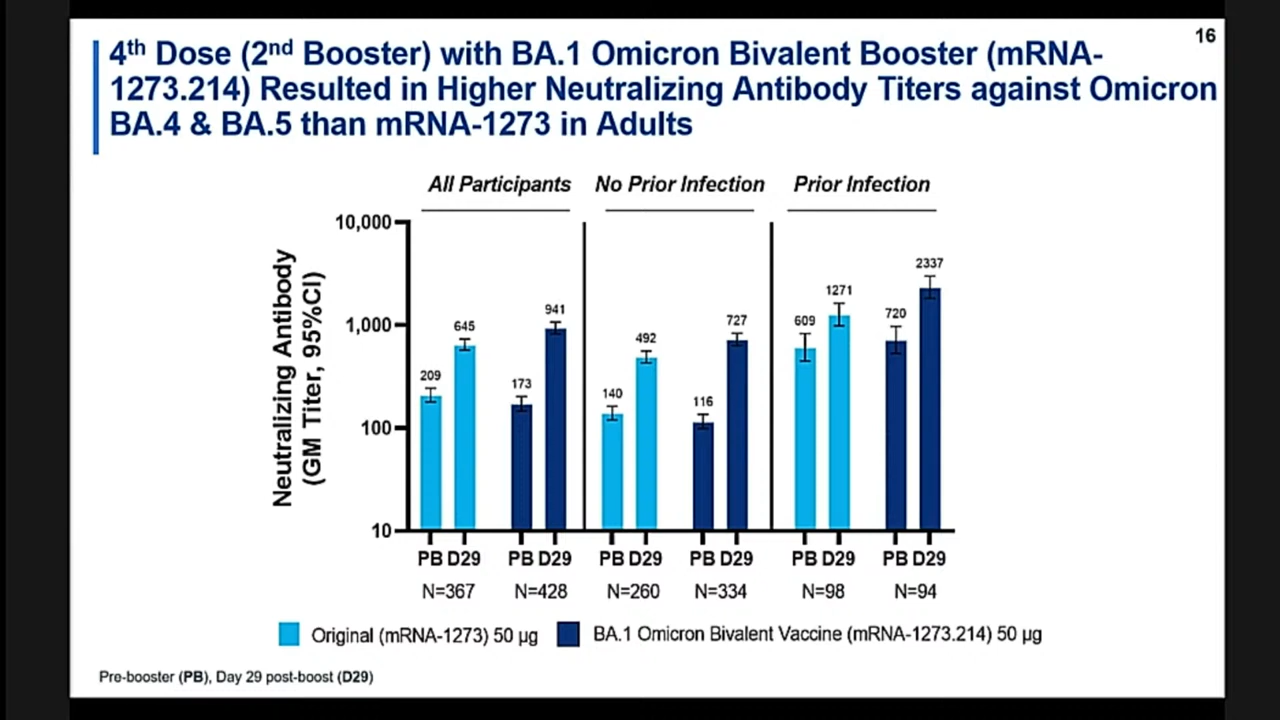 16
4th Dose (2nd Booster) with BA.1 Omicron Bivalent Booster (mRNA-
1273.214) Resulted in Higher Neutralizing Antibody Titers against Omicron
BA.4 & BA.5 than mRNA-1273 in Adults
All Participants No Prior Infection Prior Infection
Neutralizing Antibody
(GM Titer, 95%CI)
10,000
1,000
100
10
209 645 173 941 140 492 116 727 609 1271 720 2337
PB D29 PB D29 PB D29 PB D29 PB D29 PB D29
N=367 N=428 N=260 N=334 N=98 N=94
Original (mRNA-1273) 50 µg BA.1 Omicron Bivalent Vaccine (mRNA-1273.214) 50 µg
Pre-booster (PB), Day 29 post-boost (D29)